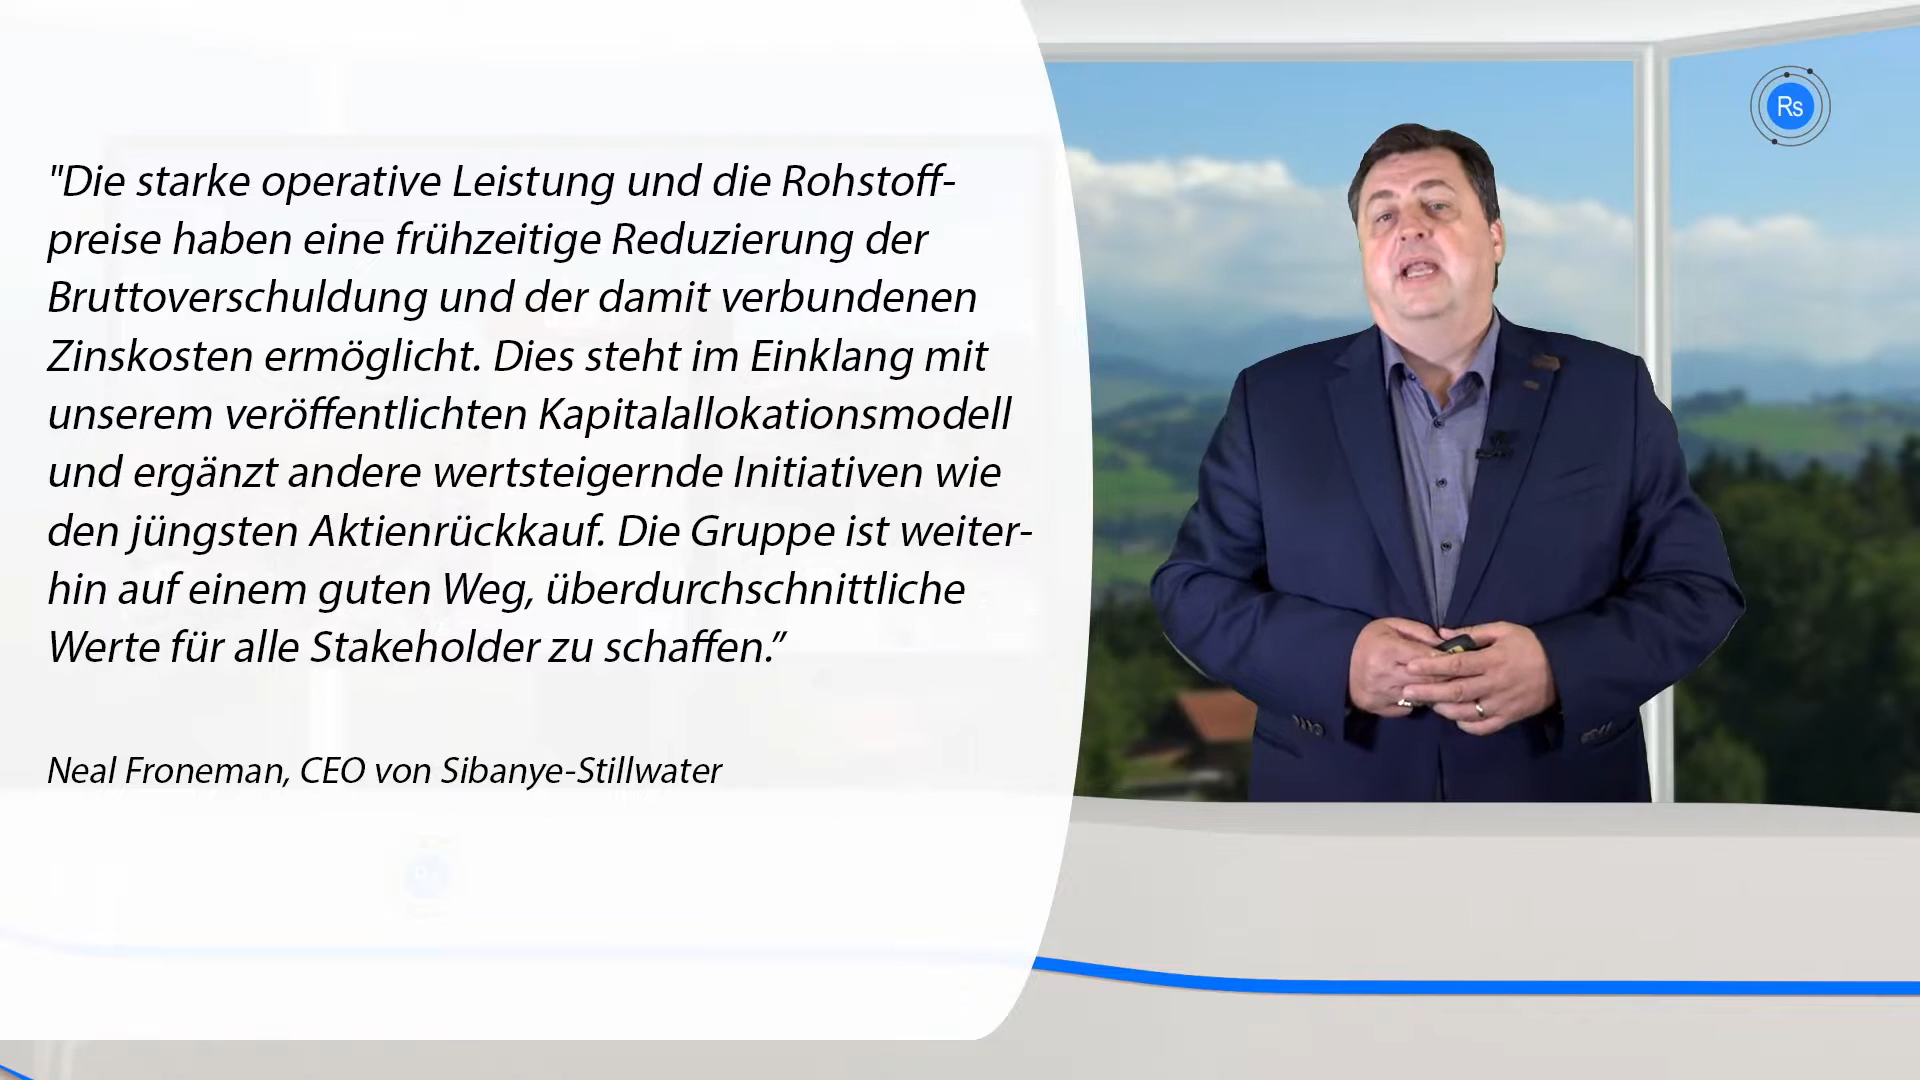 "Die starke operative Leistung und die Rohstoff-
preise haben eine frühzeitige Reduzierung der
Bruttoverschuldung und der damit verbundenen
Zinskosten ermöglicht. Dies steht im Einklang mit
unserem veröffentlichten Kapitalallokationsmodell
und ergänzt andere wertsteigernde Initiativen wie
den jüngsten Aktienrückkauf. Die Gruppe ist weiter-
hin auf einem guten Weg, überdurchschnittliche
Werte für alle Stakeholder zu schaffen.”
Neal Froneman, CEO von Sibanye-Stillwater
Rs